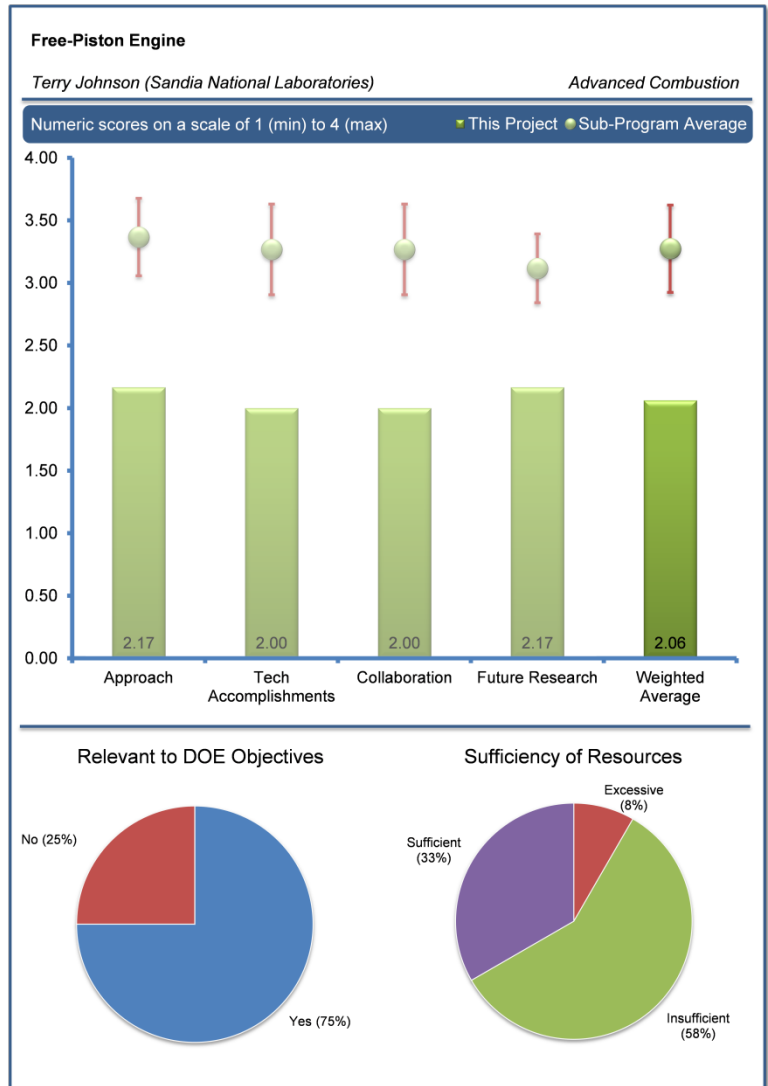 Free-Piston Engine
Terry Johnson (Sandia National Laboratories) Advanced Combustion
Numeric scores on a scale of 1 (min) to 4 (max) This Project Sub-Program Average
4.00
3.50
3.00
2.50
2.00
1.50
1.00
0.50
0.00
2.17 2.00 2.00 2.17 2.06
Approach Tech Collaboration Future Research Weighted
Accomplishments Average
Relevant to DOE Objectives Sufficiency of Resources
Excessive
(8%)
No (25%) Sufficient
(33%)
Yes (75%) Insufficient
(58%)